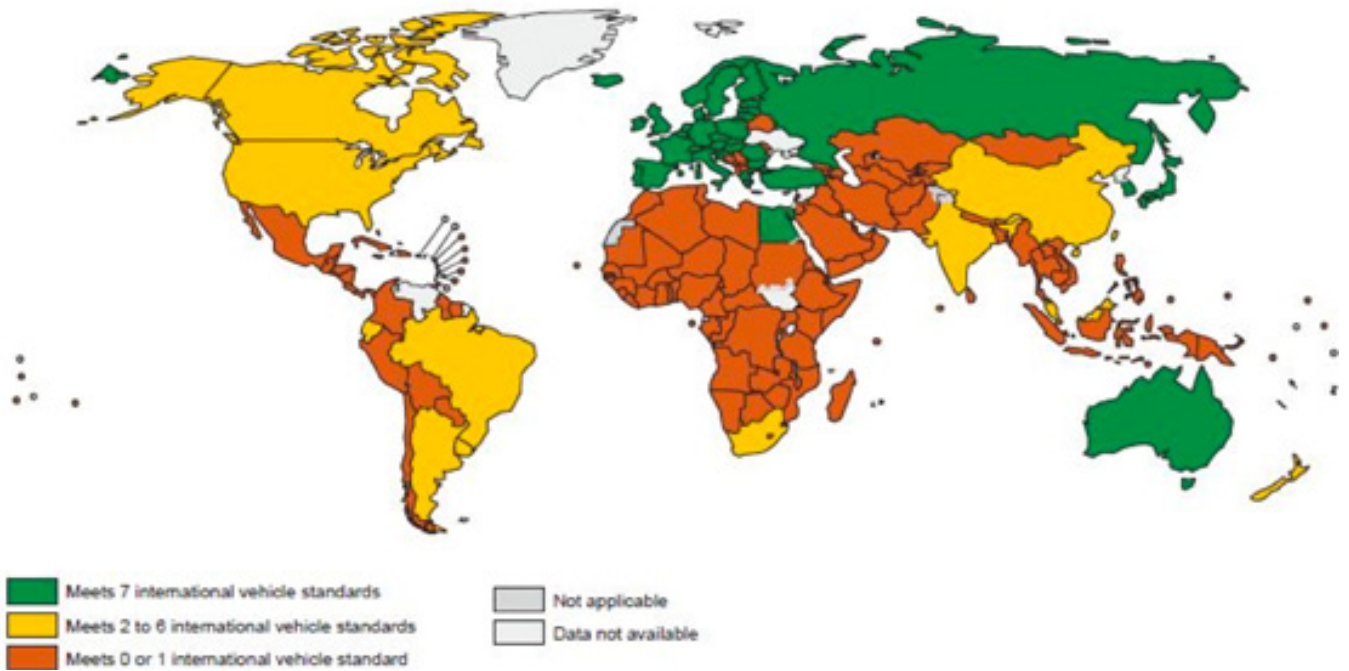 Meets 7 international vehicle standards
Meets 2 to 6 international vehicle standards
Meets 0 or 1 international vehicle standard
Not applicable
Data not available